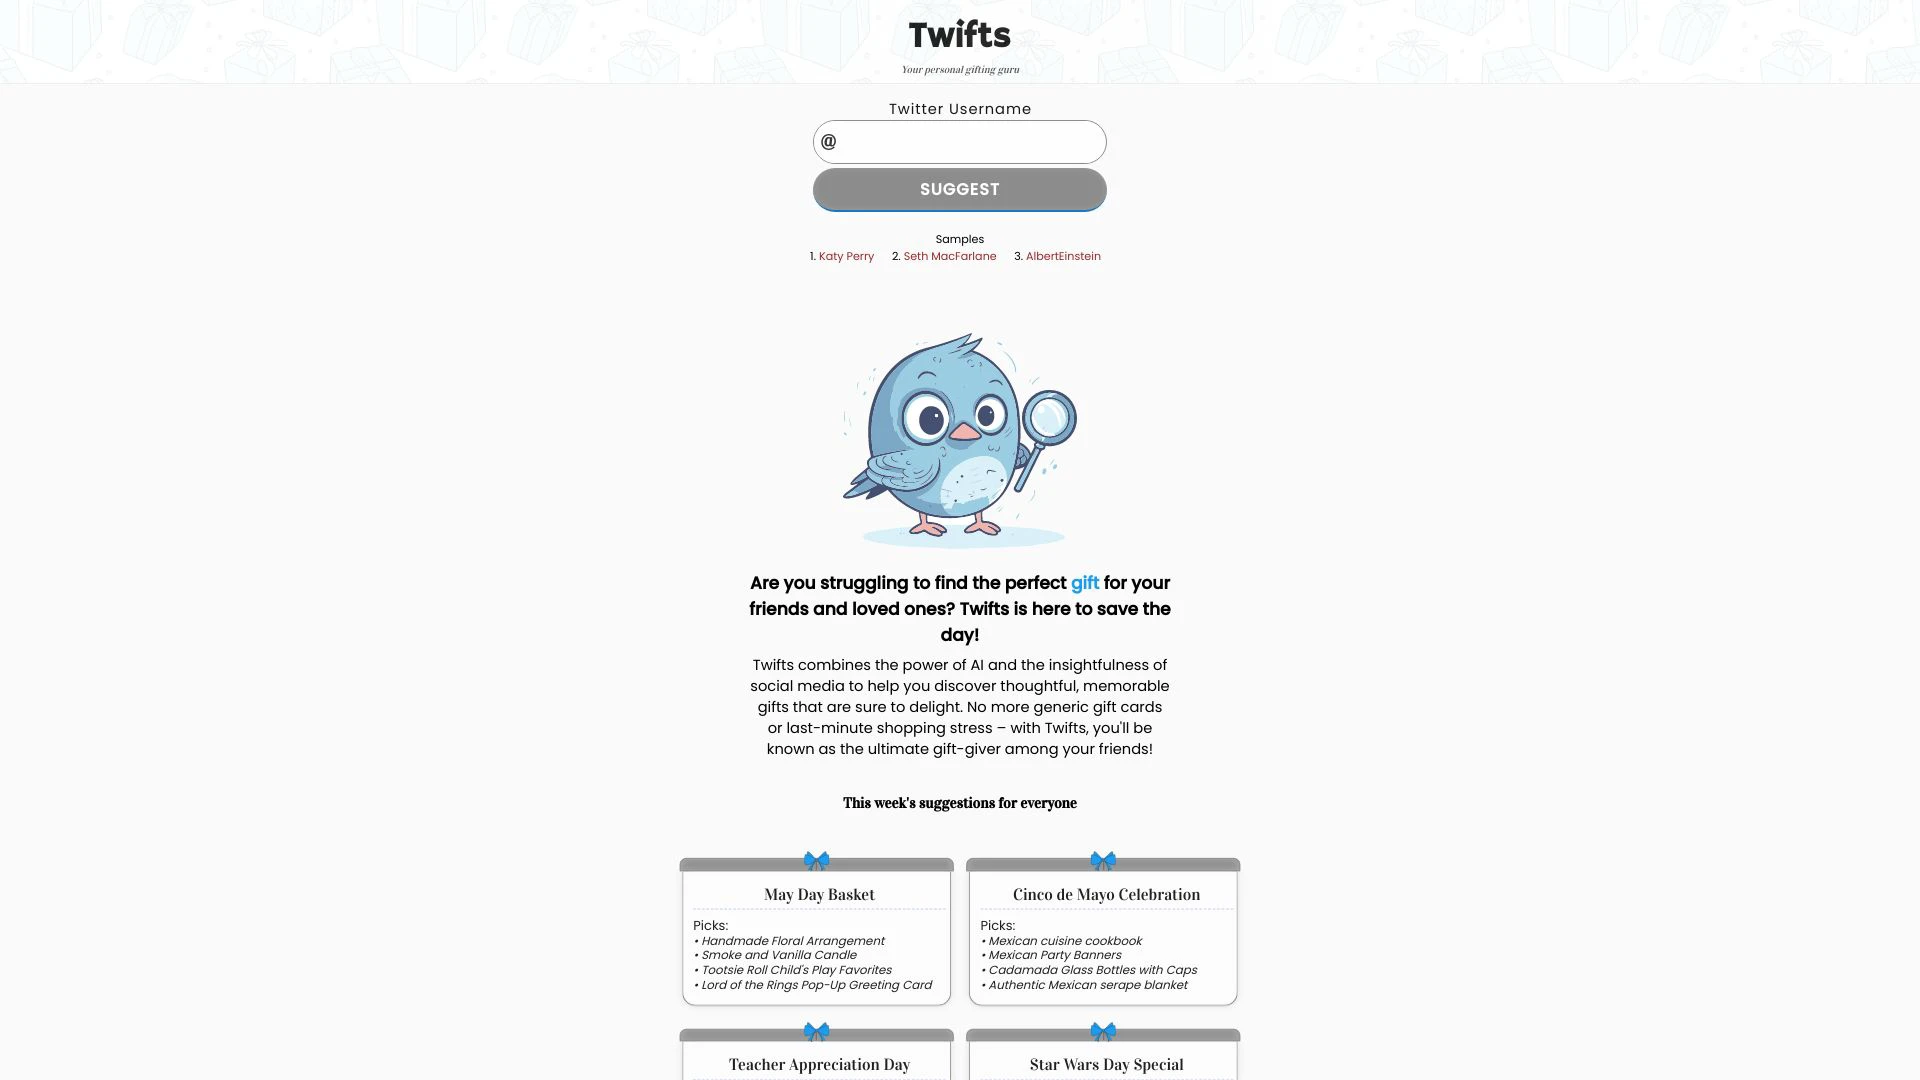 Twifts
Your personal gifting guru
Twitter Username
@
SUGGEST
Samples
1. Katy Perry 2. Seth MacFarlane 3. AlbertEinstein
Are you struggling to find the perfect gift for your
friends and loved ones? Twifts is here to save the
day!
Twifts combines the power of AI and the insightfulness of
social media to help you discover thoughtful, memorable
gifts that are sure to delight. No more generic gift cards
or last-minute shopping stress – with Twifts, you'll be
known as the ultimate gift-giver among your friends!
This week's suggestions for everyone
May Day Basket
Picks:
• Handmade Floral Arrangement
• Smoke and Vanilla Candle
• Tootsie Roll Child's Play Favorites
• Lord of the Rings Pop-Up Greeting Card
Cinco de Mayo Celebration
Picks:
• Mexican cuisine cookbook
• Mexican Party Banners
• Cadamada Glass Bottles with Caps
• Authentic Mexican serape blanket
Teacher Appreciation Day
Star Wars Day Special